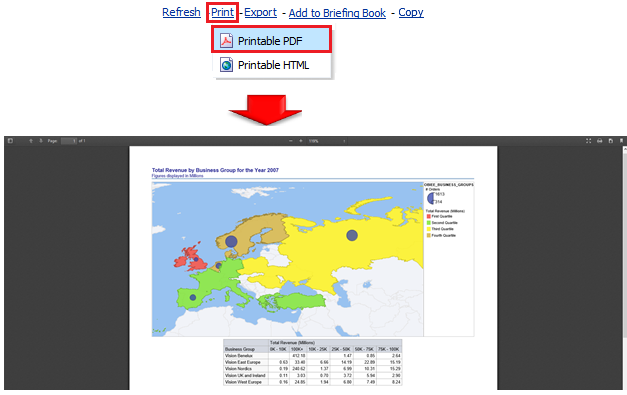 Refresh - Print - Export - Add to Briefing Book - Copy
Printable PDF
Printable HTML
Page: 1 of 1
Total Revenue by Business Group for the Year 2007
Figures displayed in Millions
OBIEE_BUSINESS_GROUPS
# Orders
1613
314
Total Revenue (Millions)
First Quartile
Second Quartile
Third Quartile
Fourth Quartile
Total Revenue (Millions)
Business Group 0K - 10K 100K+ 10K - 25K 25K - 50K 50K - 75K 75K - 100K
Vision Benelux 412.10 1.47 0.85 2.64
Vision East Europe 0.63 33.40 6.66 14.19 22.89 15.19
Vision Nordics 0.19 240.62 1.37 6.99 10.31 15.29
Vision UK and Ireland 0.11 3.03 0.70 3.72 5.94 2.90
Vision West Europe 0.16 24.85 1.94 6.88 7.49 8.24